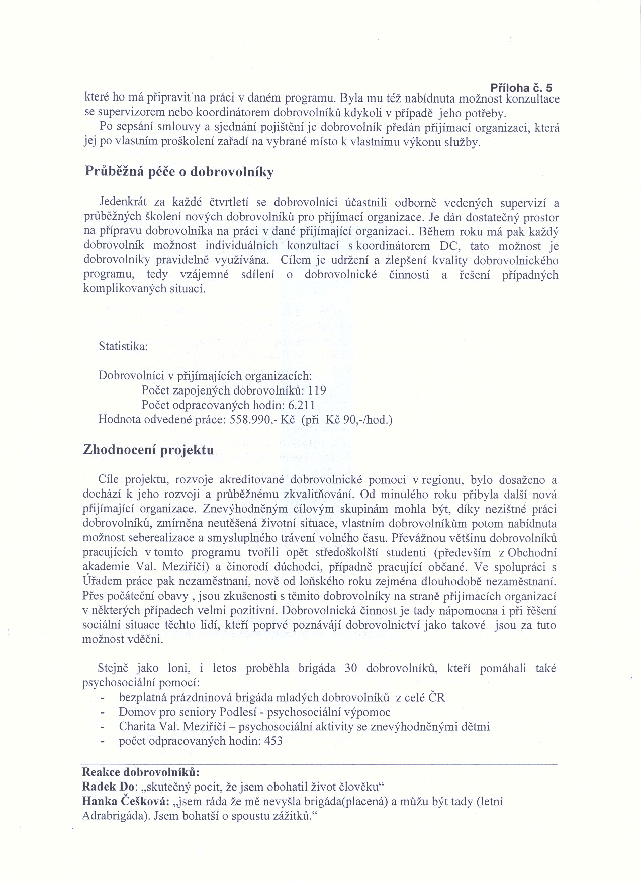 Příloha č. 5
které ho má připravit na práci v daném programu. Byla mu též nabídnuta možnost konzultace
se supervizorem nebo koordinátorem dobrovolníků kdykoli v případě jeho potřeby.
Po sepsání smlouvy a sjednání pojištění je dobrovolník předán přijímací organizaci, která
jej po vlastním proškolení zařadí na vybrané místo k vlastnímu výkonu služby.
Průběžná péče o dobrovolníky
Jedenkrát za každé čtvrtletí se dobrovolníci účastnili odborně vedených supervizí a
průběžných školení nových dobrovolníků pro přijímací organizace. Je dán dostatečný prostor
na přípravu dobrovolníka na práci v dané přijímající organizaci.. Během roku má pak každý
dobrovolník možnost individuálních konzultací s koordinátorem DC, tato možnost je
dobrovolníky pravidelně využívána. Cílem je udržení a zlepšení kvality dobrovolnického
programu, tedy vzájemné sdílení o dobrovolnické činnosti a řešení případných
komplikovaných situací.
Statistika:
Dobrovolníci v přijímajících organizacích:
Počet zapojených dobrovolníků: 119
Počet odpracovaných hodin: 6.211
Hodnota odvedené práce: 558.990,- Kč (při Kč 90,-/hod.)
Zhodnocení projektu
Cíle projektu, rozvoje akreditované dobrovolnické pomoci v regionu, bylo dosaženo a
dochází k jeho rozvoji a průběžnému zkvalitňování. Od minulého roku přibyla další nová
přijímající organizace. Znevýhodněným cílovým skupinám mohla být, díky nezištné práci
dobrovolníků, zmírněna neutěšená životní situace, vlastním dobrovolníkům potom nabídnuta
možnost seberealizace a smysluplného trávení volného času. Převážnou většinu dobrovolníků
pracujících v tomto programu tvořili opět středoškolští studenti (především z Obchodní
akademie Val. Meziříčí) a činorodí důchodci, případně pracující občané. Ve spolupráci s
Úřadem práce pak nezaměstnaní, nově od loňského roku zejména dlouhodobě nezaměstnaní.
Přes počáteční obavy , jsou zkušenosti s těmito dobrovolníky na straně přijímacích organizací
v některých případech velmi pozitivní. Dobrovolnická činnost je tady nápomocna i při řešení
sociální situace těchto lidí, kteří poprvé poznávají dobrovolnictví jako takové jsou za tuto
možnost vděční.
Stejně jako loni, i letos proběhla brigáda 30 dobrovolníků, kteří pomáhali také
psychosociální pomocí:
- bezplatná prázdninová brigáda mladých dobrovolníků z celé ČR
- Domov pro seniory Podlesí - psychosociální výpomoc
- Charita Val. Meziříčí – psychosociální aktivity se znevýhodněnými dětmi
- počet odpracovaných hodin: 453
Reakce dobrovolníků:
Radek Do: „skutečný pocit, že jsem obohatil život člověku“
Hanka Češková: „jsem ráda že mě nevyšla brigáda(placená) a můžu být tady (letní
Adrabrigáda). Jsem bohatší o spoustu zážitků.“